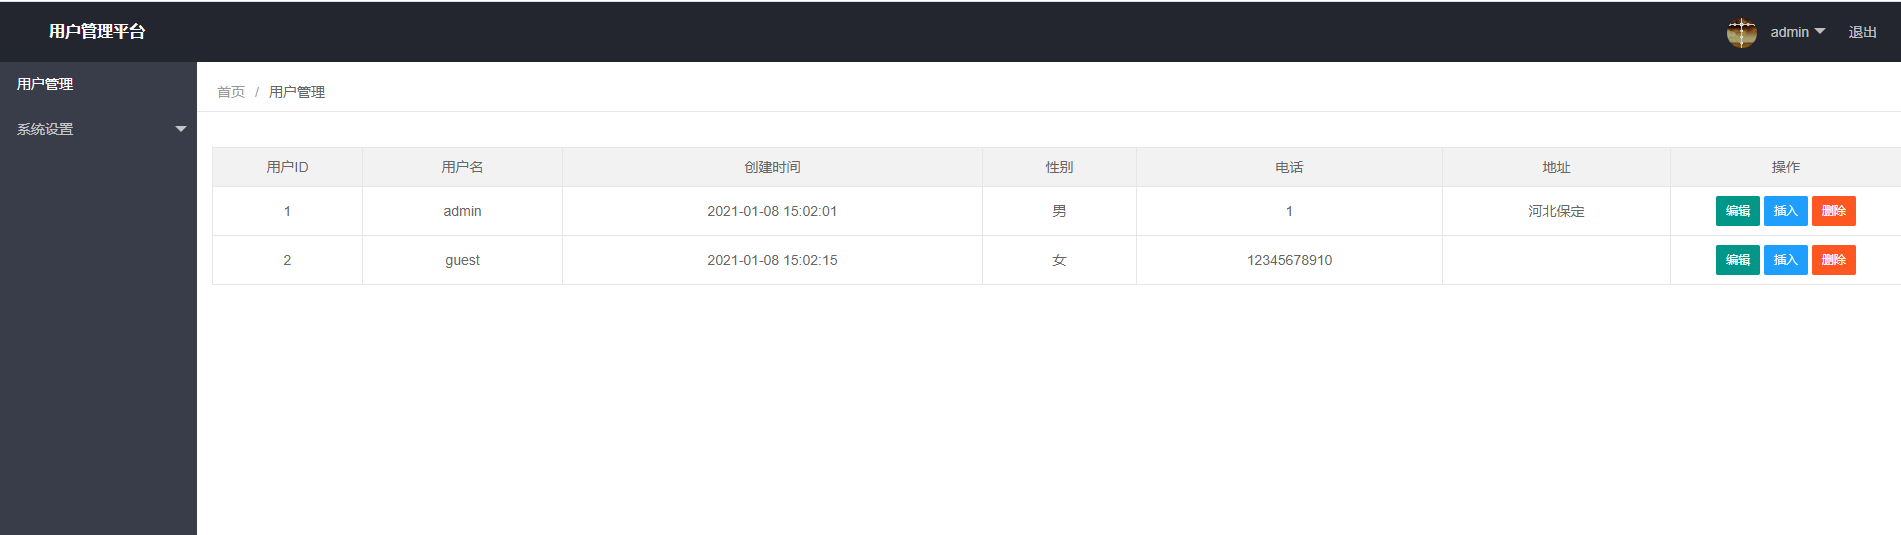 用户管理平台
admin
退出
用户管理
系统设置
首页 / 用户管理
用户ID 用户名 创建时间 性别 电话 地址 操作
1 admin 2021-01-08 15:02:01 男 1 河北保定 编辑 插入 删除
2 guest 2021-01-08 15:02:15 女 12345678910 编辑 插入 删除